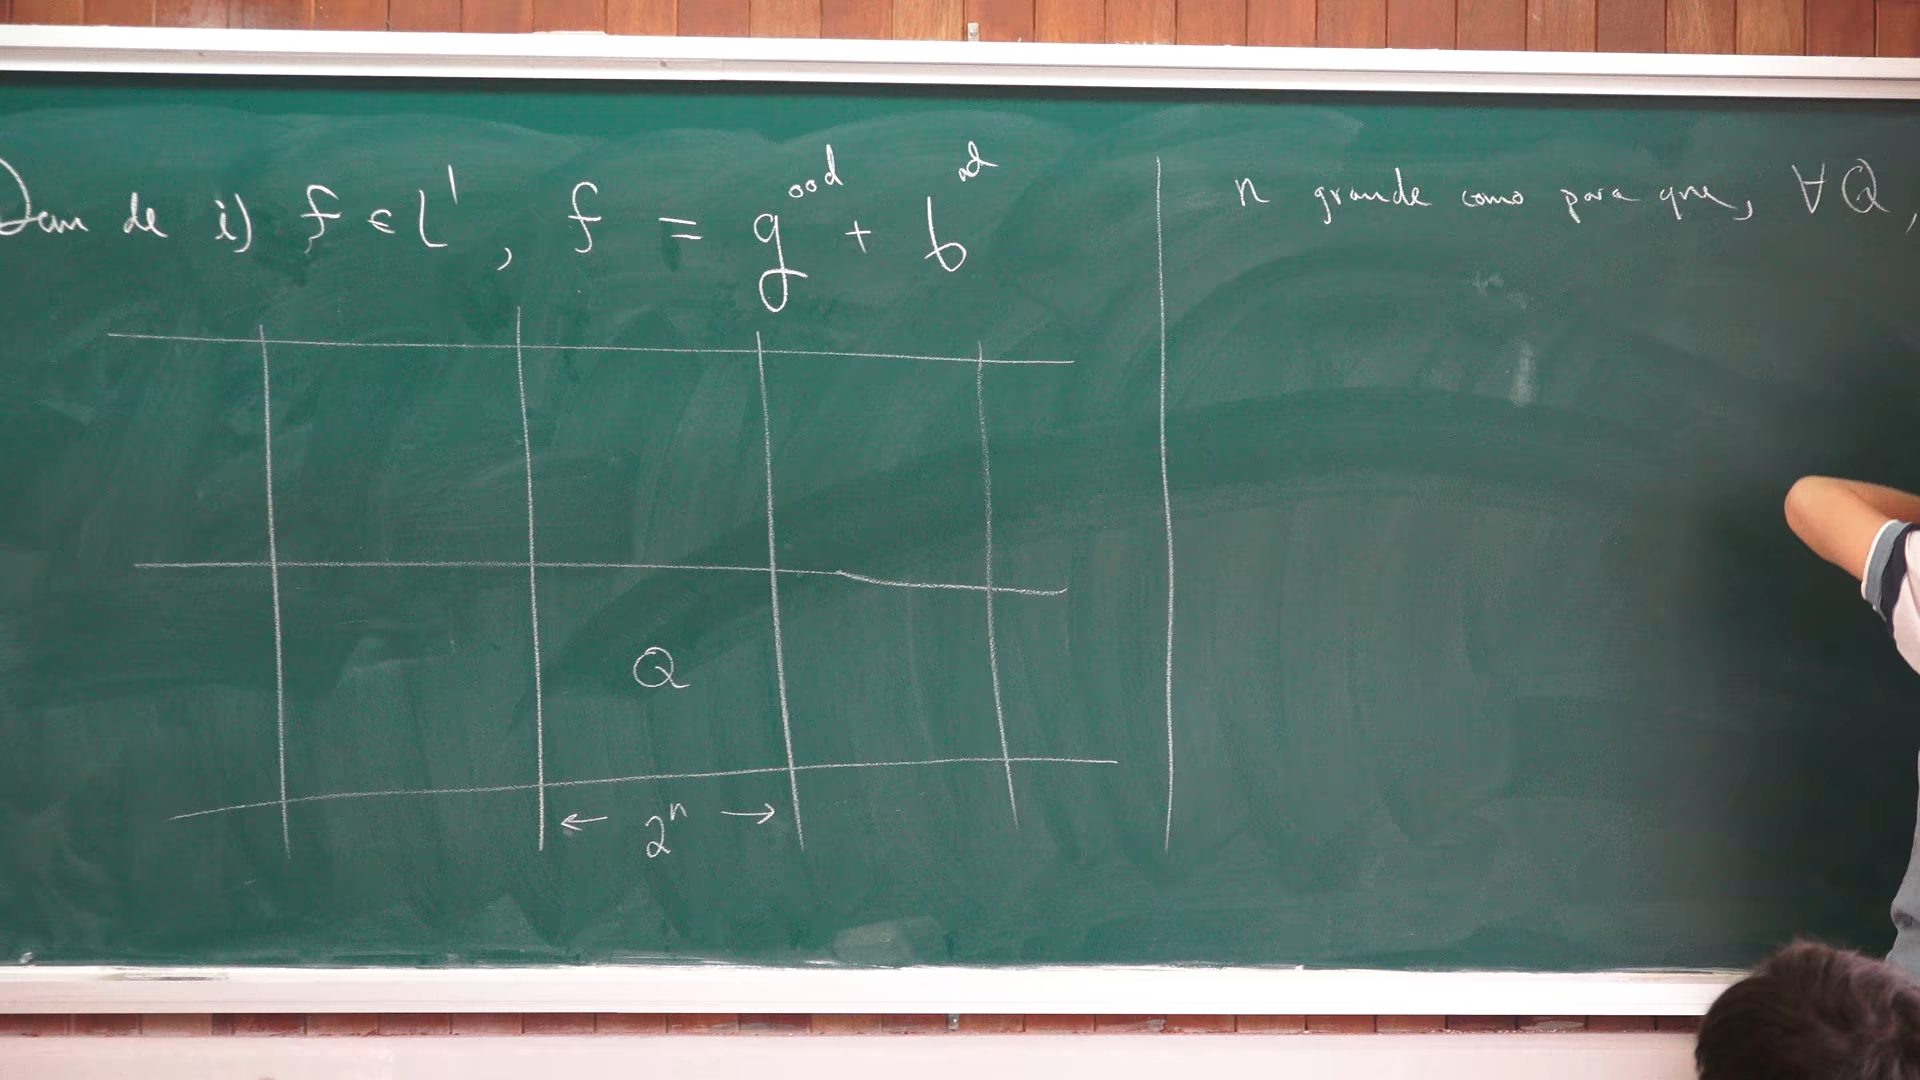 Dem de i) f ∈ L¹, f = g^ood + b^ad
Q
← 2ⁿ →
n grande como para que, ∀Q,